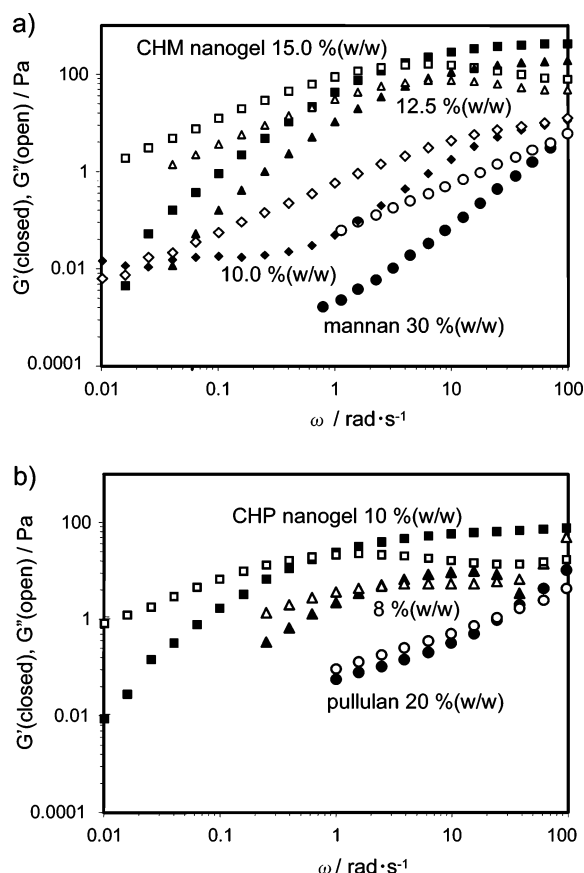 a)
CHM nanogel 15.0 %(w/w)
12.5 %(w/w)
10.0 %(w/w)
mannan 30 %(w/w)
G'(closed), G"(open) / Pa
100
1
0.01
0.0001
0.01
0.1
1
10
100
ω / rad·s-1
b)
CHP nanogel 10 %(w/w)
8 %(w/w)
pullulan 20 %(w/w)
G'(closed), G"(open) / Pa
100
1
0.01
0.0001
0.01
0.1
1
10
100
ω / rad·s-1